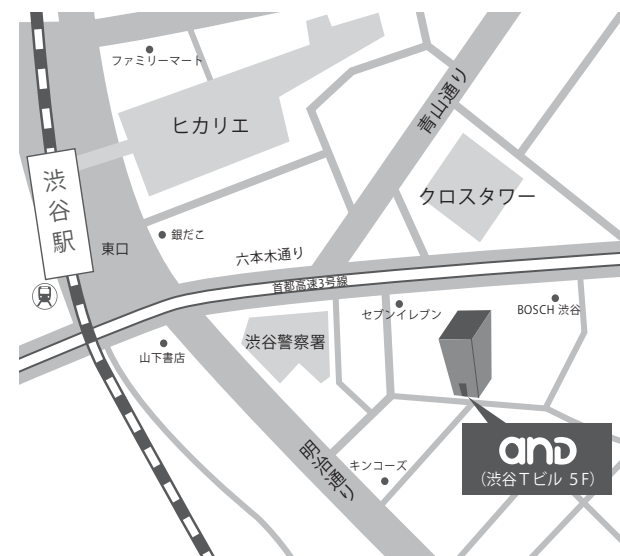 ファミリーマート
ヒカリエ
青山通り
クロスタワー
渋谷駅
東口
銀だこ
六本木通り
首都高速3号線
セブンイレブン
BOSCH 渋谷
渋谷警察署
山下書店
明治通り
キンコーズ
and
(渋谷Tビル 5F)